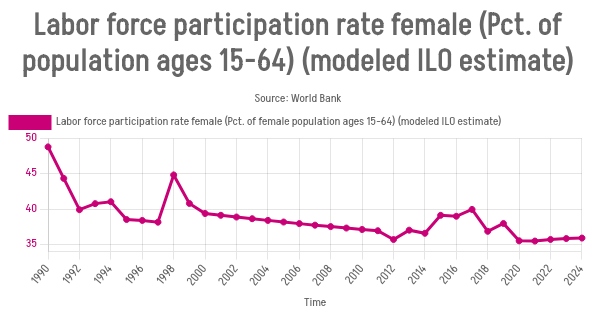 Labor force participation rate female (Pct. of
population ages 15-64) (modeled ILO estimate)
Source: World Bank
Labor force participation rate female (Pct. of female population ages 15-64) (modeled ILO estimate)
50
45
40
35
1990 1992 1994 1996 1998 2000 2002 2004 2006 2008 2010 2012 2014 2016 2018 2020 2022 2024
Time